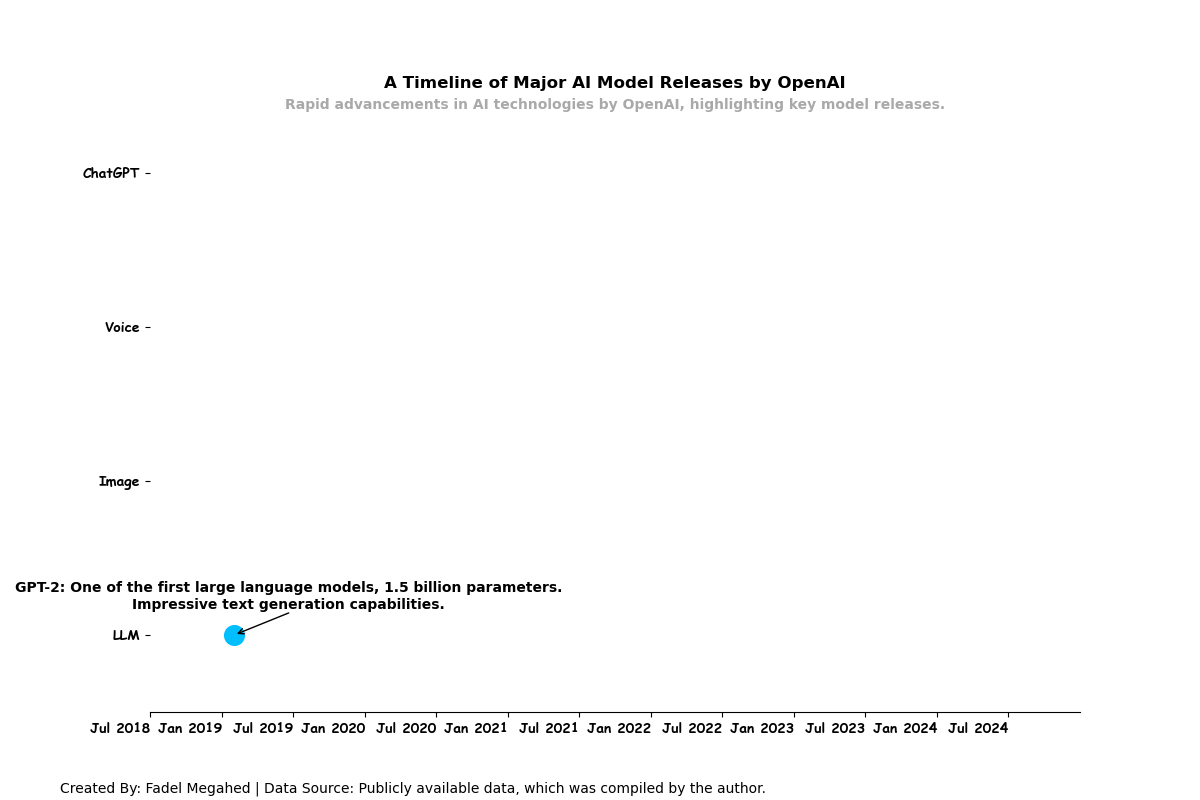 A Timeline of Major AI Model Releases by OpenAI
Rapid advancements in AI technologies by OpenAI, highlighting key model releases.
ChatGPT
Voice
Image
GPT-2: One of the first large language models, 1.5 billion parameters.
Impressive text generation capabilities.
LLM
Jul 2018 Jan 2019 Jul 2019 Jan 2020 Jul 2020 Jan 2021 Jul 2021 Jan 2022 Jul 2022 Jan 2023 Jul 2023 Jan 2024 Jul 2024
Created By: Fadel Megahed | Data Source: Publicly available data, which was compiled by the author.